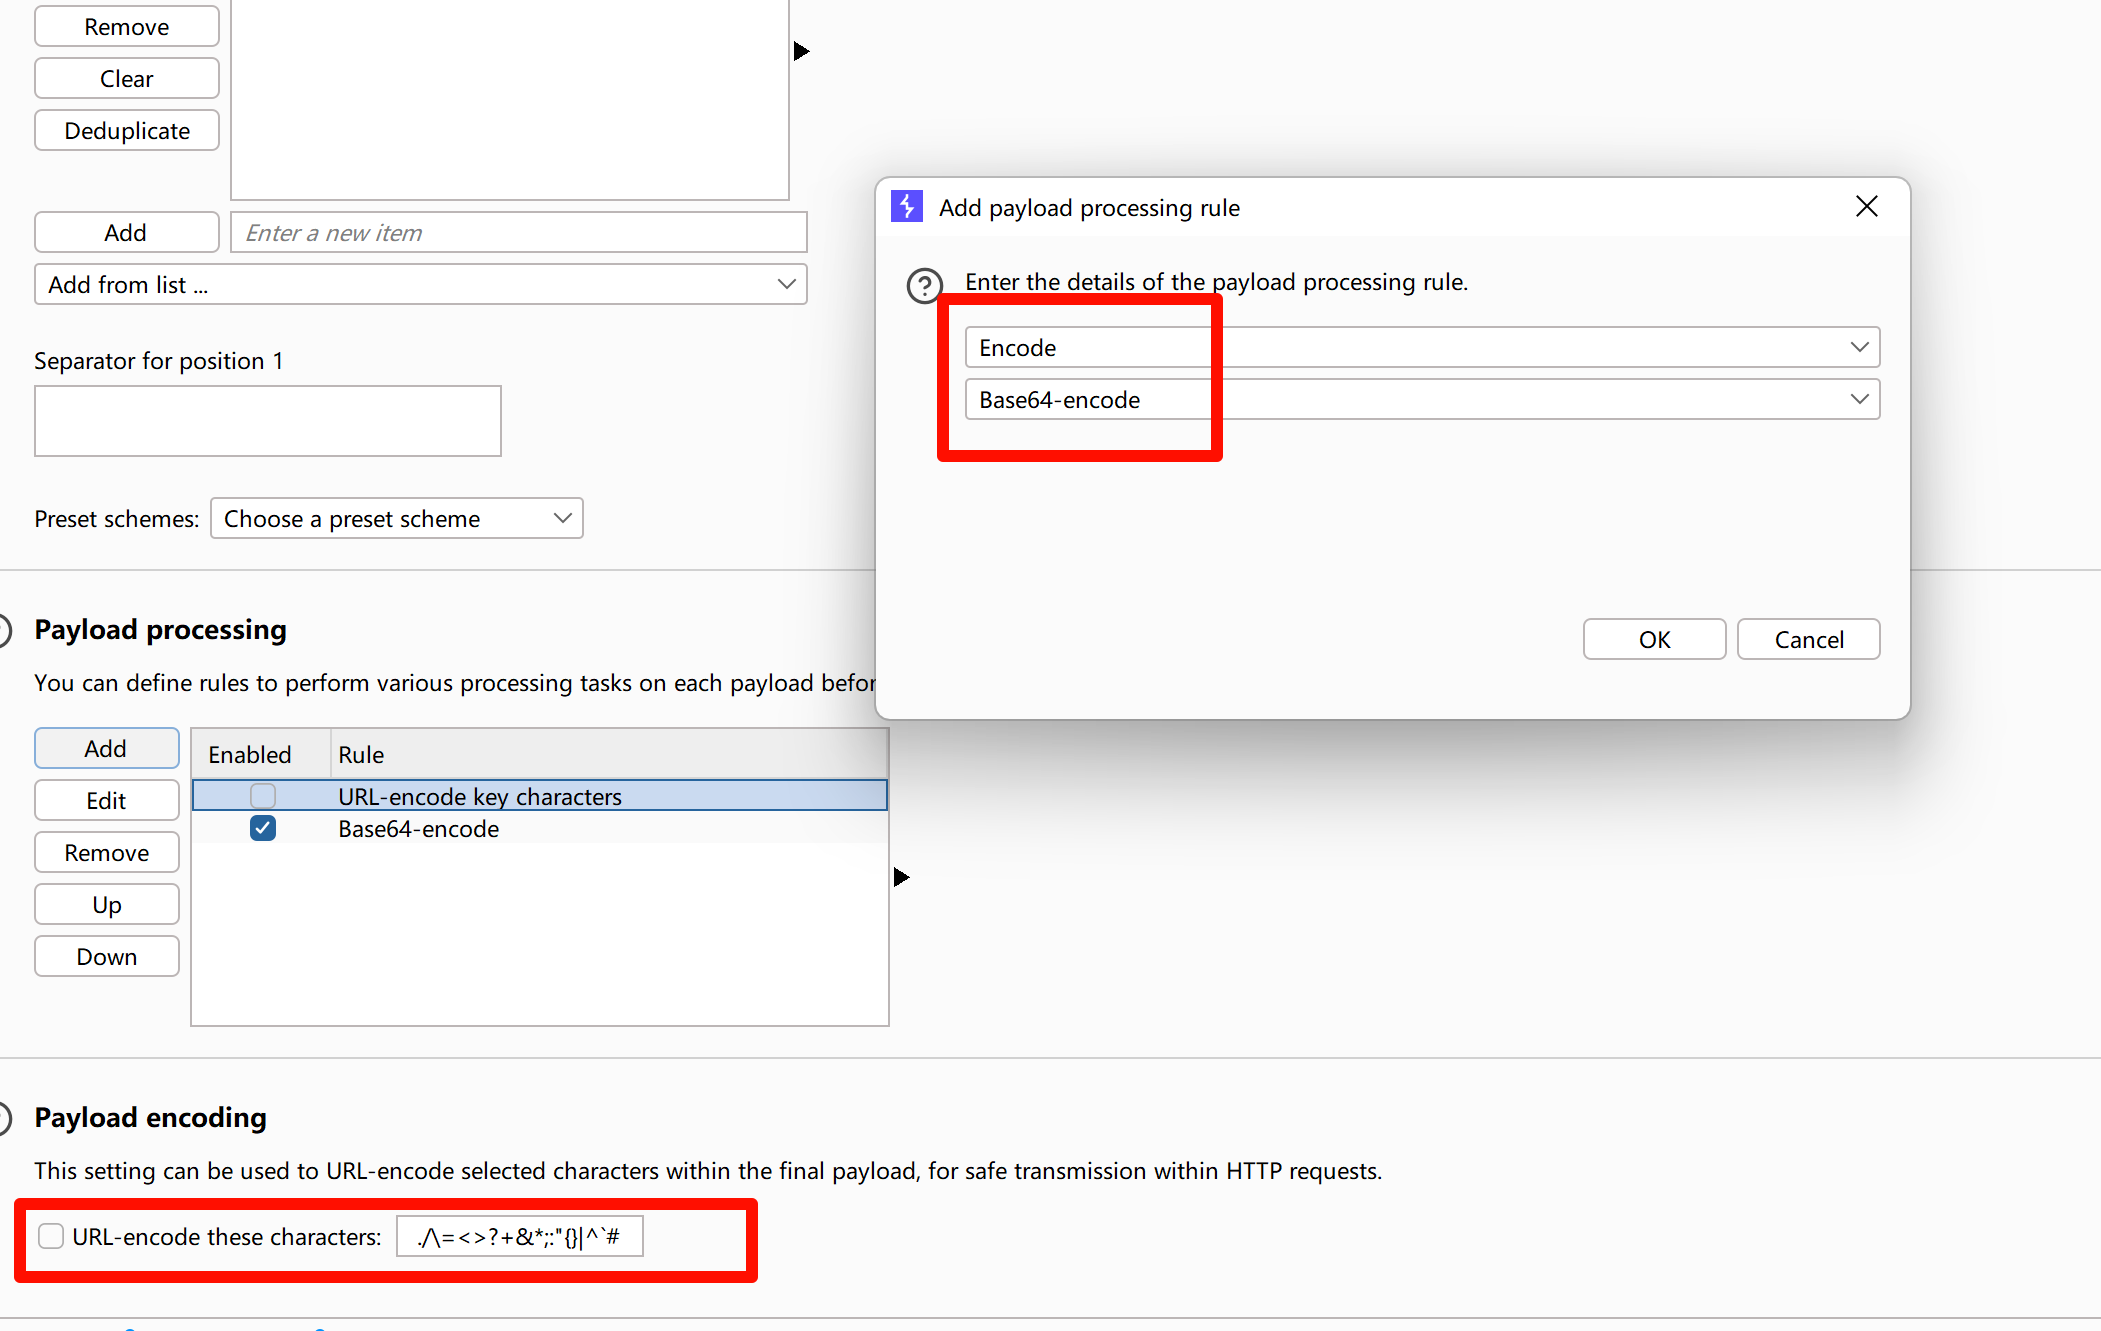 Remove
Clear
Deduplicate
Add
Enter a new item
Add from list ...
Separator for position 1
Preset schemes:
Choose a preset scheme
Add payload processing rule
Enter the details of the payload processing rule.
Encode
Base64-encode
OK
Cancel
Payload processing
You can define rules to perform various processing tasks on each payload befor
Add
Edit
Remove
Up
Down
Enabled
Rule
URL-encode key characters
Base64-encode
Payload encoding
This setting can be used to URL-encode selected characters within the final payload, for safe transmission within HTTP requests.
URL-encode these characters:
./\=<>?+&*;:"{}|^`#